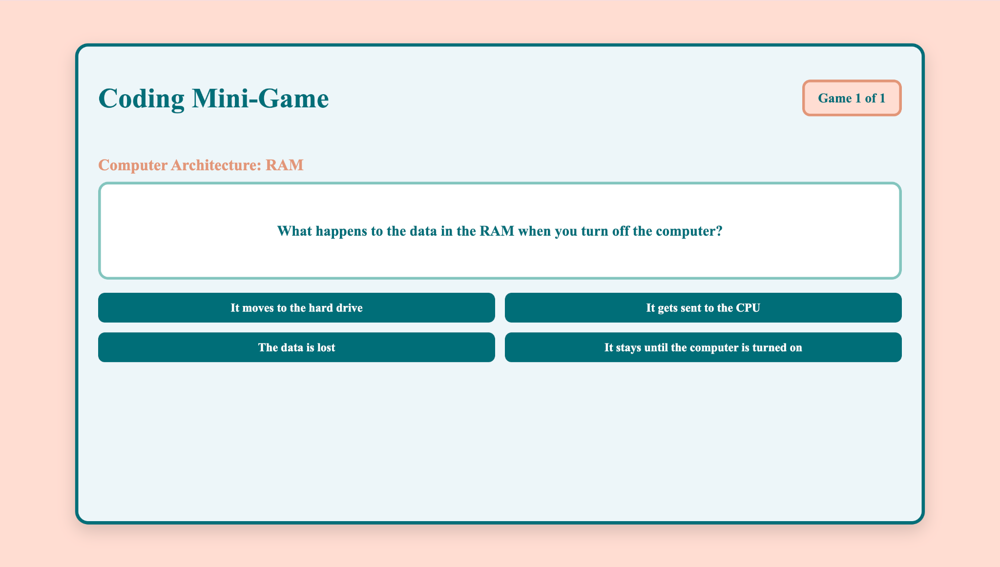 Coding Mini-Game
Game 1 of 1
Computer Architecture: RAM
What happens to the data in the RAM when you turn off the computer?
It moves to the hard drive
It gets sent to the CPU
The data is lost
It stays until the computer is turned on